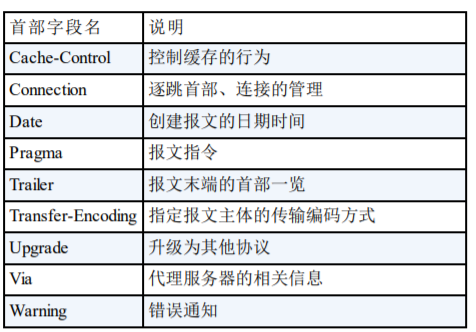 首部字段名 说明
Cache-Control 控制缓存的行为
Connection 逐跳首部、连接的管理
Date 创建报文的日期时间
Pragma 报文指令
Trailer 报文末端的首部一览
Transfer-Encoding 指定报文主体的传输编码方式
Upgrade 升级为其他协议
Via 代理服务器的相关信息
Warning 错误通知